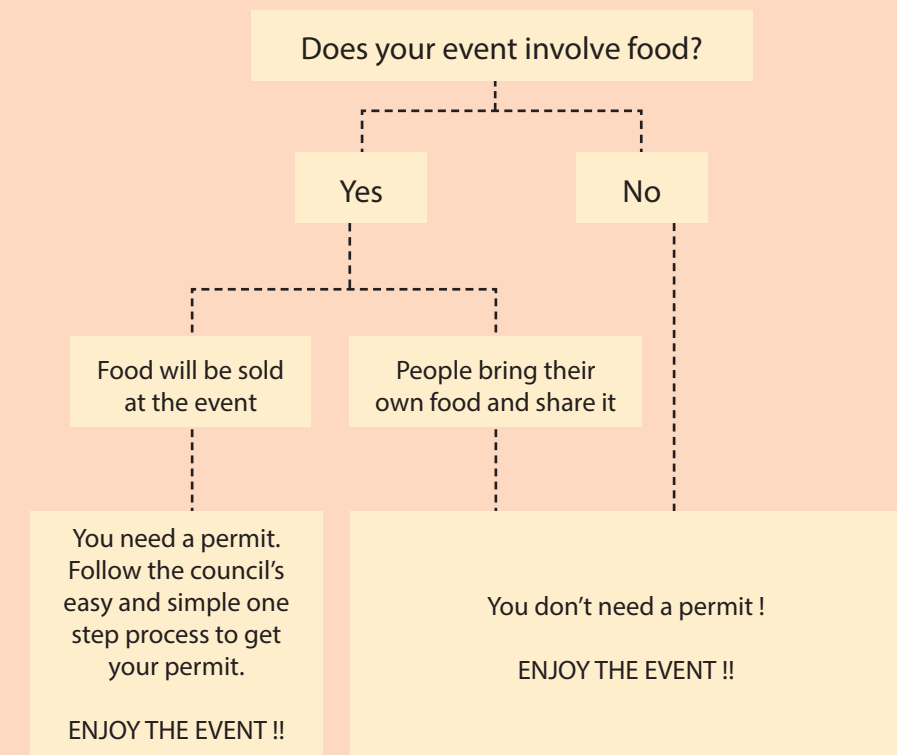 Does your event involve food?
Yes
No
Food will be sold
at the event
People bring their
own food and share it
You need a permit.
Follow the council's
easy and simple one
step process to get
your permit.
ENJOY THE EVENT !!
You don't need a permit !
ENJOY THE EVENT !!